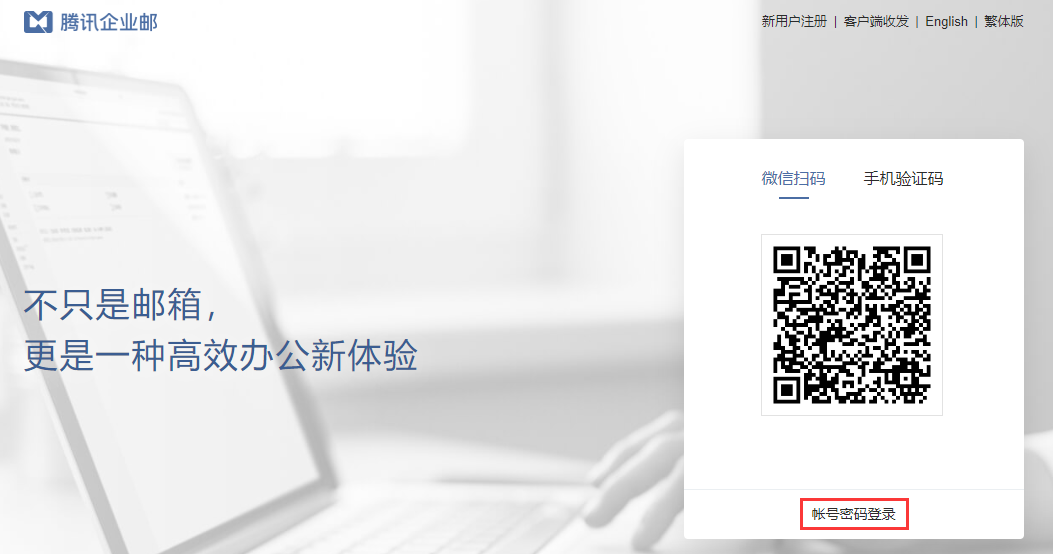 腾讯企业邮
新用户注册 | 客户端收发 | English | 繁体版
微信扫码 手机验证码
不只是邮箱，
更是一种高效办公新体验
帐号密码登录